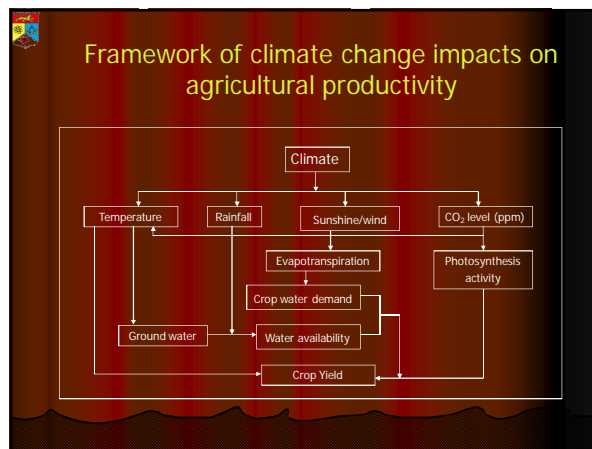 Framework of climate change impacts on
agricultural productivity
Climate
Temperature
Rainfall
Sunshine/wind
CO₂ level (ppm)
Evapotranspiration
Photosynthesis
activity
Crop water demand
Ground water
Water availability
Crop Yield